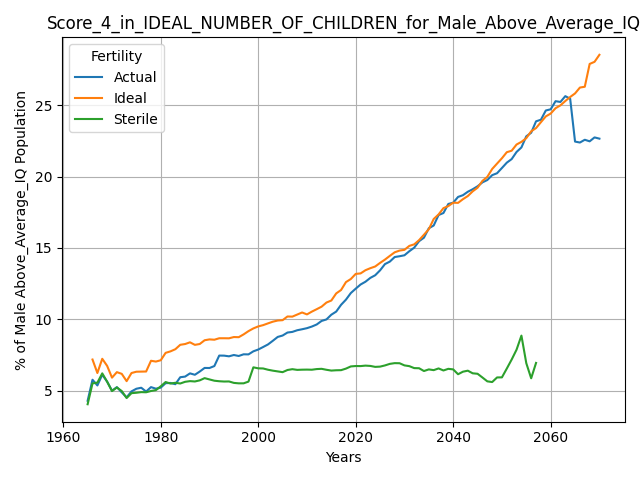 Score_4_in_IDEAL_NUMBER_OF_CHILDREN_for_Male_Above_Average_IQ
Fertility
Actual
Ideal
Sterile
% of Male Above_Average_IQ Population
25
20
15
10
5
1960 1980 2000 2020 2040 2060
Years